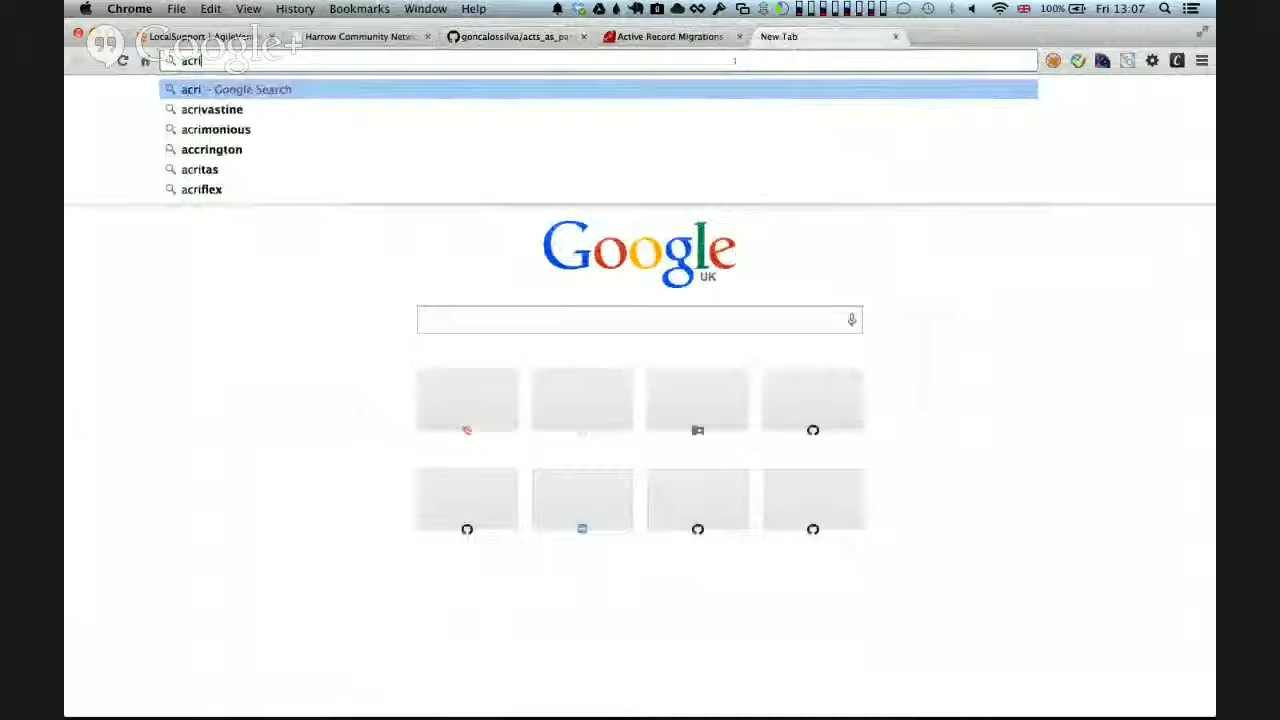 Chrome File Edit View History Bookmarks Window Help 100% Fri 13:07
Google+
LocalSupport | AgileVen Harrow Community Netw goncalossilva/acts_as_pa Active Record Migrations New Tab
acri
acri - Google Search
acrivastine
acrimonious
accrington
acritas
acriflex
Google
UK